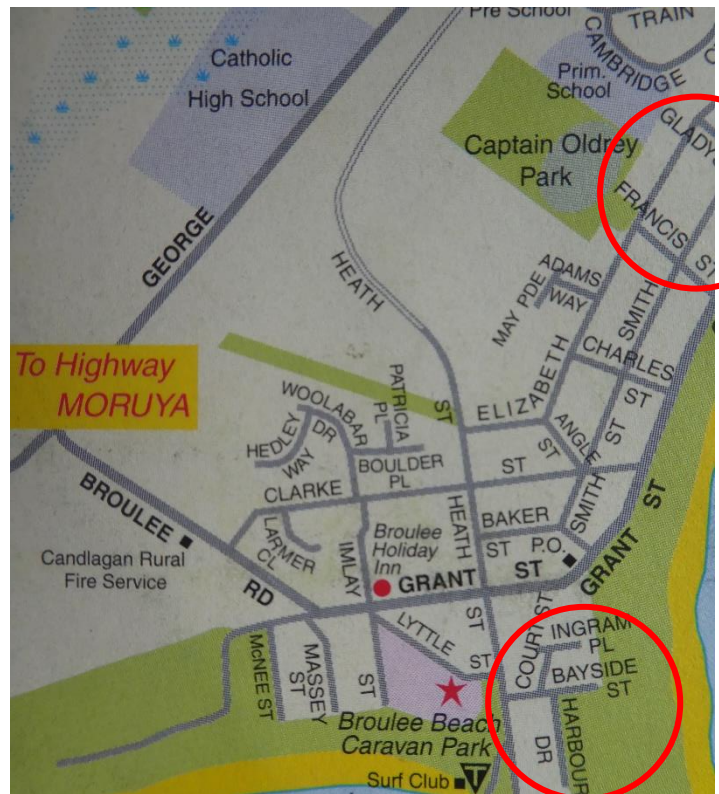 Pre School
TRAIN
CAMBRIDGE
Catholic
High School
Prim.
School
GLADY
Captain Oldrey
Park
FRANCIS
ST
GEORGE
HEATH
ADAMS
WAY
MAY PDE
SMITH
CHARLES
ST
To Highway
MORUYA
ELIZABETH
ST
PATRICIA
PL
WOOLABAR
DR
HEDLEY
WAY
BOULDER
PL
ANGLE
ST
ST
ST
CLARKE
BROULEE
RD
LARMER
CL
IMLAY
ST
Broulee
Holiday
Inn
HEATH
ST
BAKER
ST
P.O.
SMITH
GRANT
ST
GRANT ST
Candlagan Rural
Fire Service
LYTTLE
ST
COURT ST
INGRAM
PL
BAYSIDE
ST
McNEE ST
MASSEY
ST
Broulee Beach
Caravan Park
HARBOUR
DR
Surf Club
T